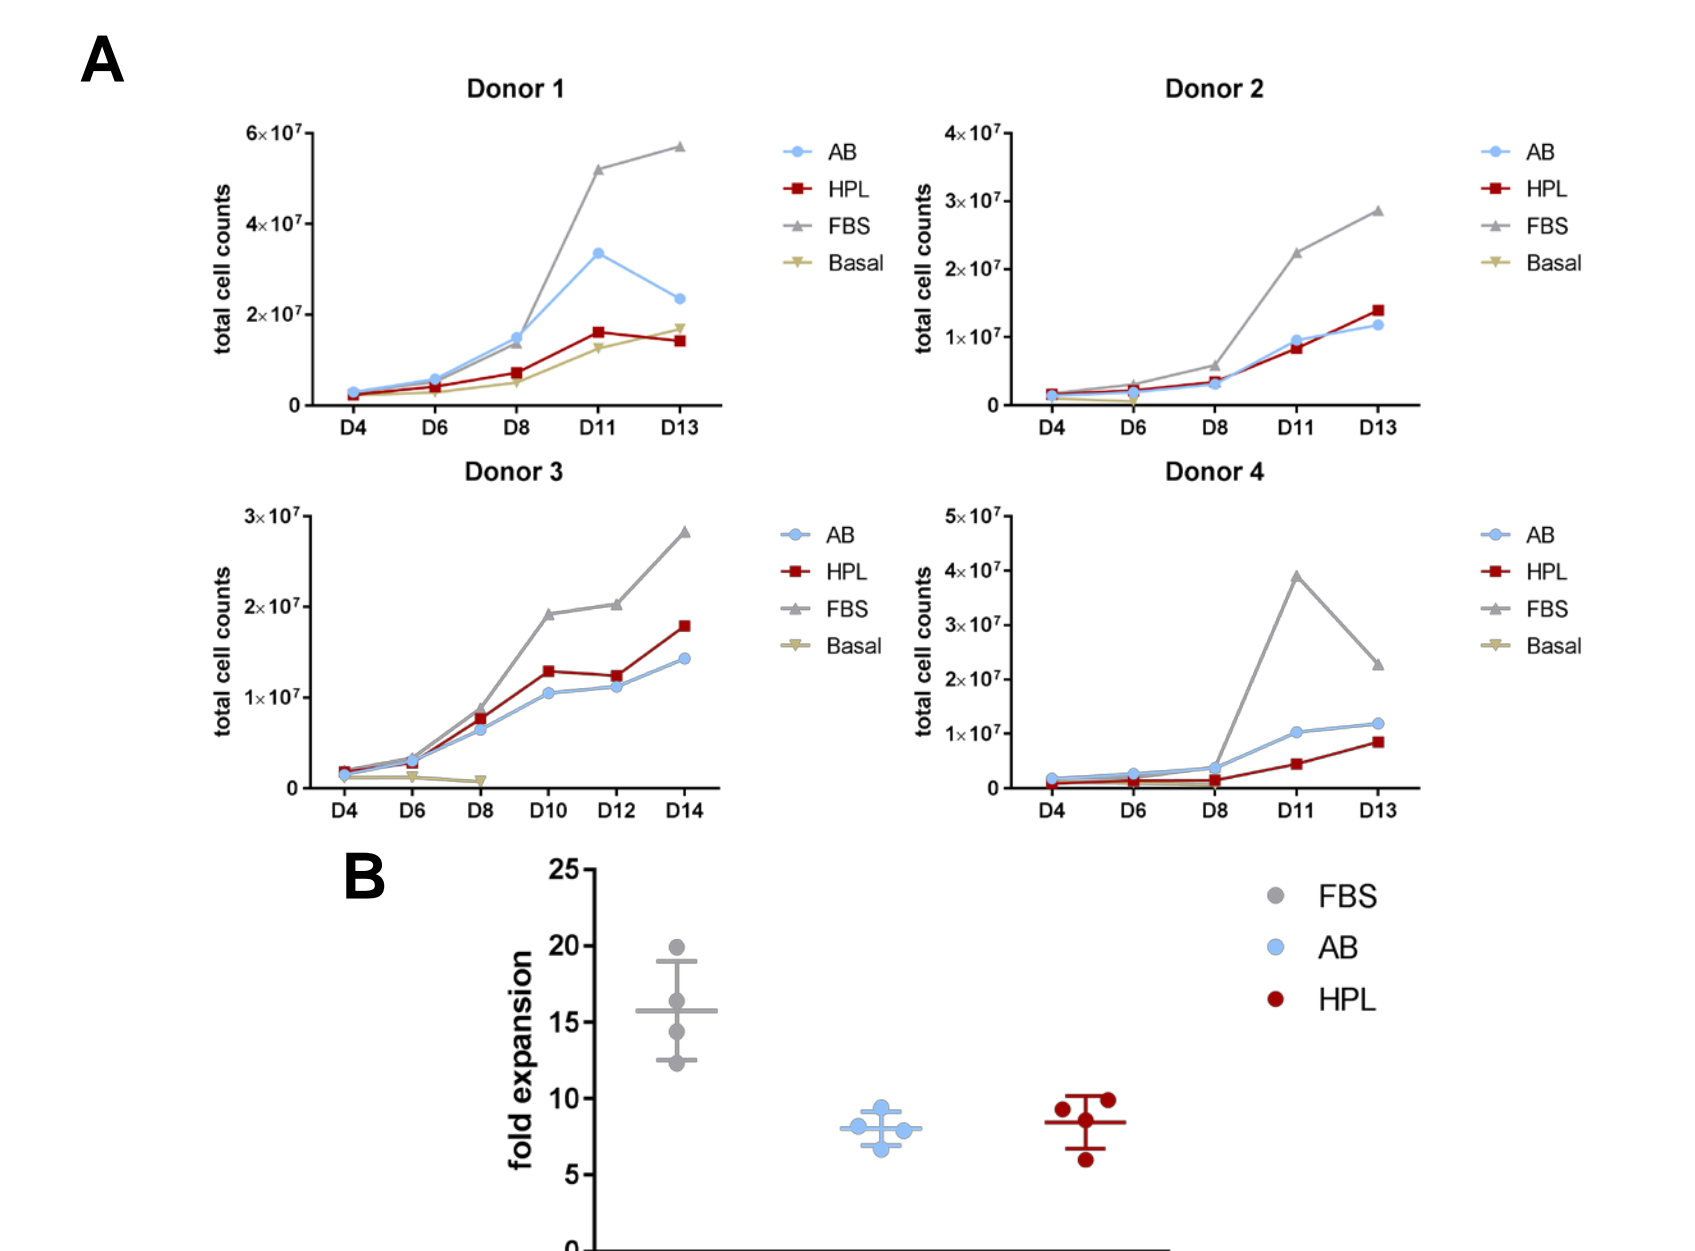 A
Donor 1
6×10⁷
4×10⁷
2×10⁷
0
total cell counts
D4 D6 D8 D11 D13
AB
HPL
FBS
Basal
Donor 2
4×10⁷
3×10⁷
2×10⁷
1×10⁷
0
total cell counts
D4 D6 D8 D11 D13
AB
HPL
FBS
Basal
Donor 3
3×10⁷
2×10⁷
1×10⁷
0
total cell counts
D4 D6 D8 D10 D12 D14
AB
HPL
FBS
Basal
Donor 4
5×10⁷
4×10⁷
3×10⁷
2×10⁷
1×10⁷
0
total cell counts
D4 D6 D8 D11 D13
AB
HPL
FBS
Basal
B
25
20
15
10
5
0
fold expansion
FBS
AB
HPL